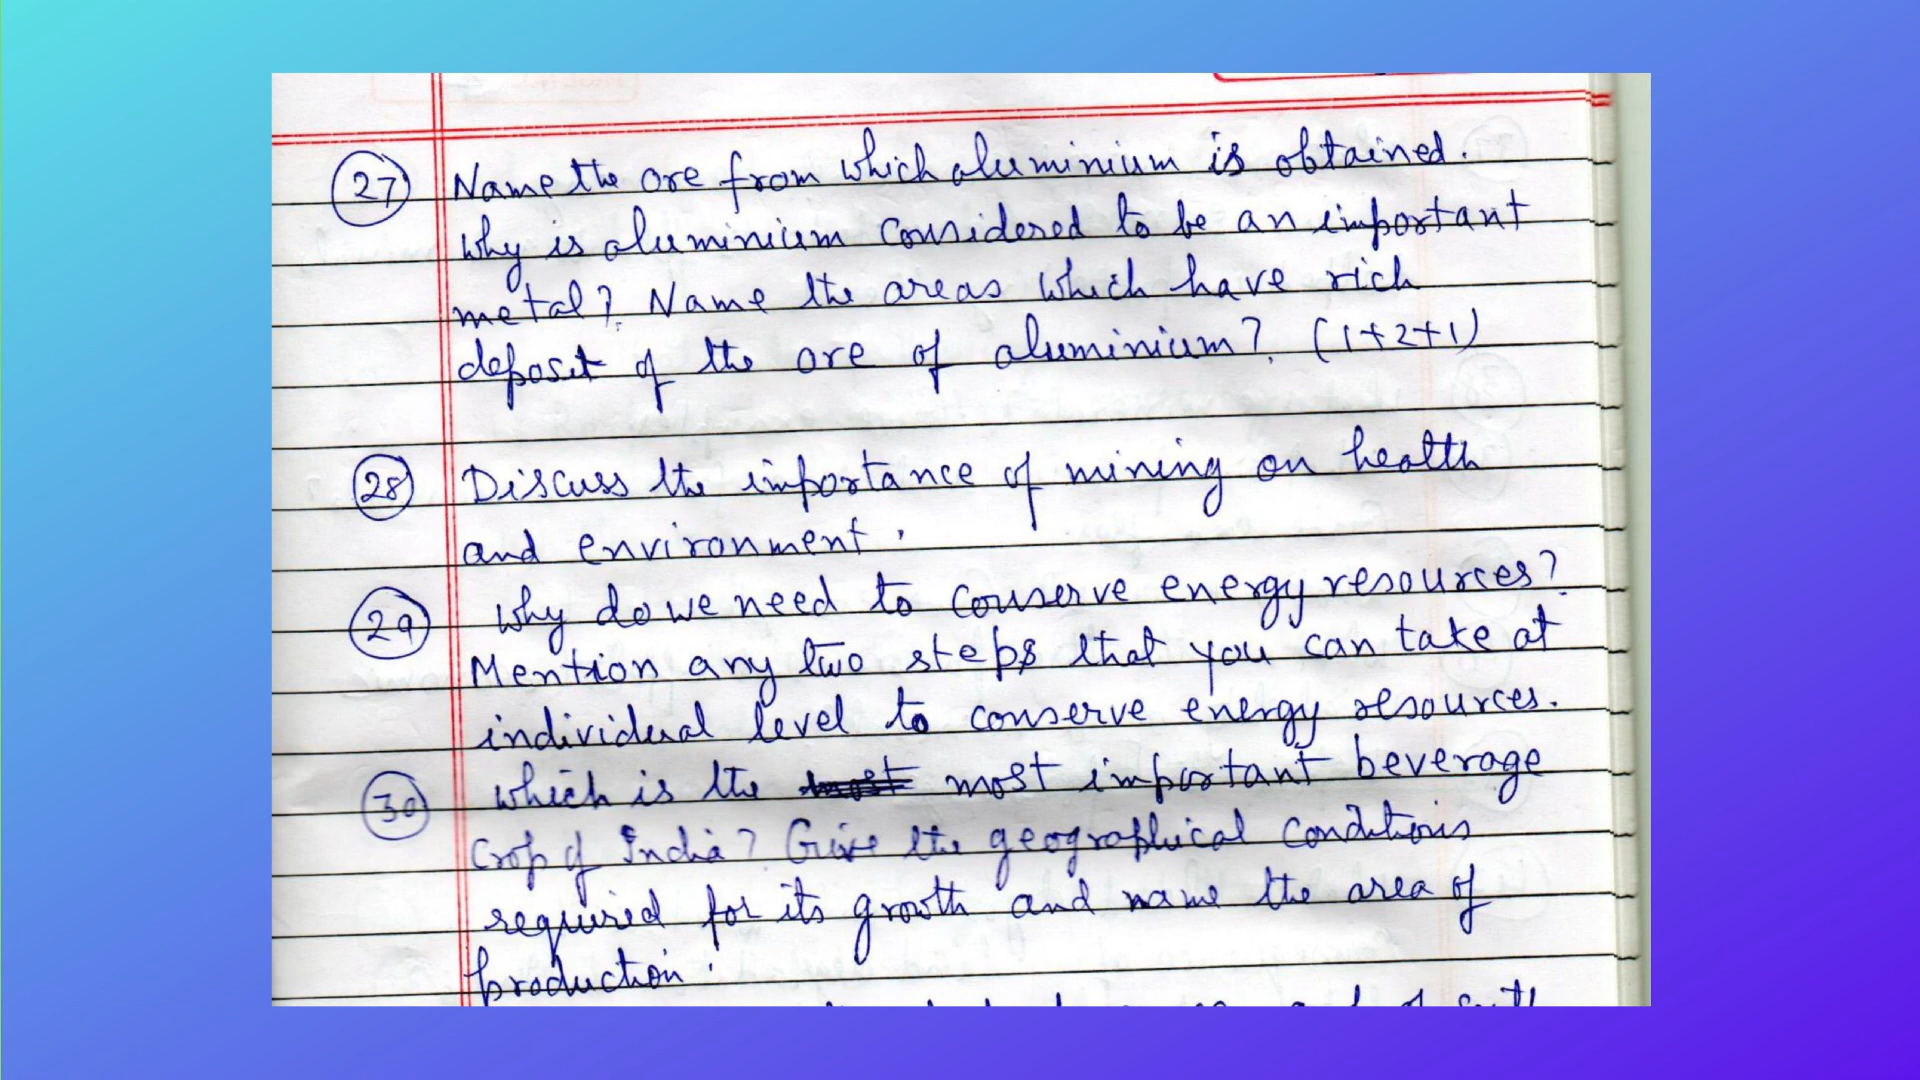 27 Name the ore from which aluminium is obtained.
Why is aluminium considered to be an important
metal? Name the areas which have rich
deposit of the ore of aluminium? (1+2+1)
28 Discuss the importance of mining on health
and environment.
29 Why do we need to conserve energy resources?
Mention any two steps that you can take at
individual level to conserve energy resources.
30 which is the most important beverage
Crop of India? Give the geographical conditions
required for its growth and name the area of
production.